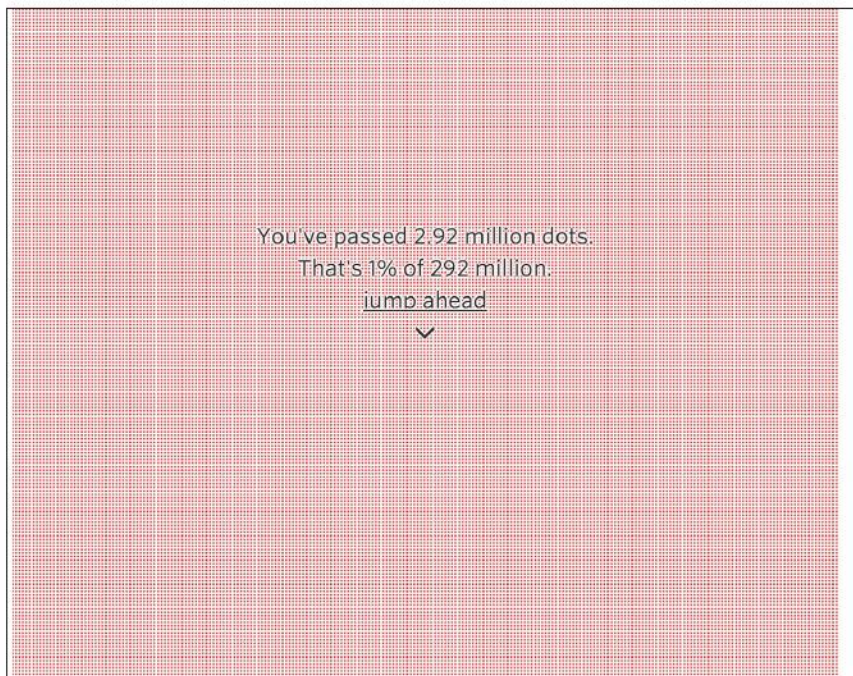 You've passed 2.92 million dots.
That's 1% of 292 million.
jump ahead